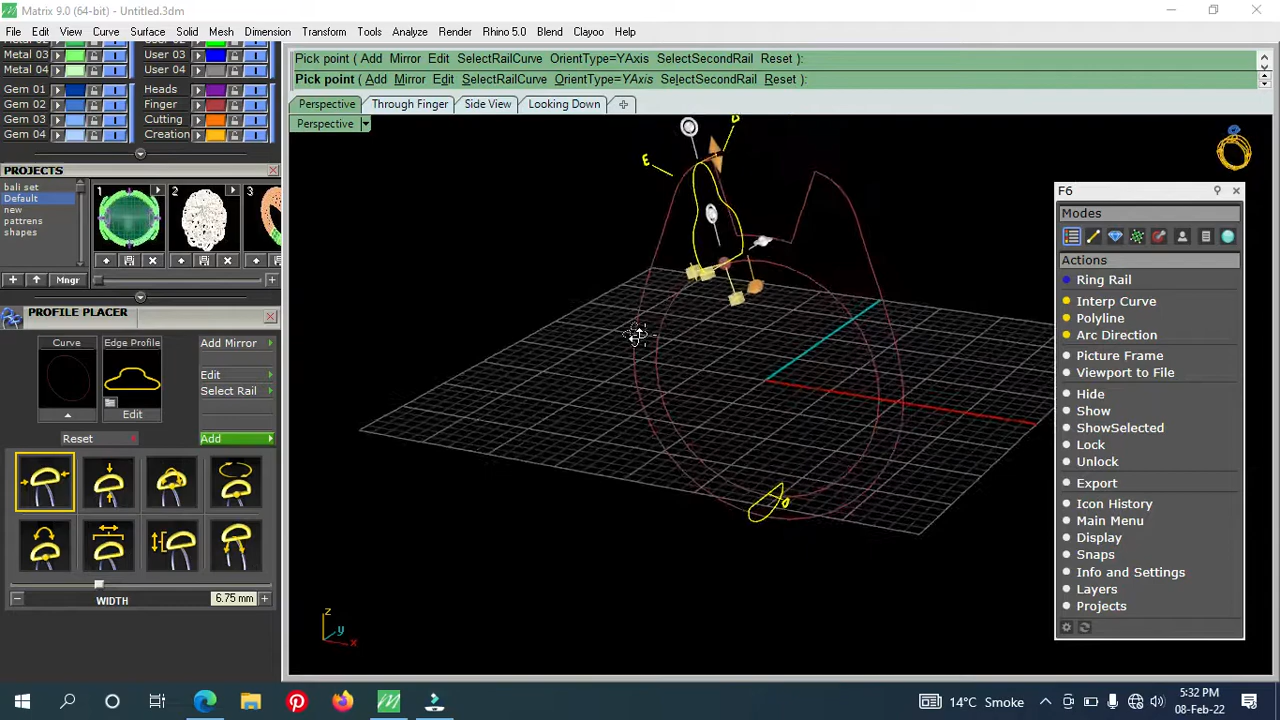 Matrix 9.0 (64-bit) - Untitled.3dm
File Edit View Curve Surface Solid Mesh Dimension Transform Tools Analyze Render Rhino 5.0 Blend Clayoo Help
Metal 03 User 03
Metal 04 User 04
Gem 01 Heads
Gem 02 Finger
Gem 03 Cutting
Gem 04 Creation
Pick point ( Add Mirror Edit SelectRailCurve OrientType=YAxis SelectSecondRail Reset ):
Pick point ( Add Mirror Edit SelectRailCurve OrientType=YAxis SelectSecondRail Reset ):
Perspective Through Finger Side View Looking Down
Perspective
PROJECTS
bali set
Default
new
pattrens
shapes
1 2 3
Mngr
PROFILE PLACER
Curve Edge Profile
Edit
Add Mirror
Edit
Select Rail
Reset
Add
WIDTH 6.75 mm
E
D
D
z
y
x
F6
Modes
Actions
Ring Rail
Interp Curve
Polyline
Arc Direction
Picture Frame
Viewport to File
Hide
Show
ShowSelected
Lock
Unlock
Export
Icon History
Main Menu
Display
Snaps
Info and Settings
Layers
Projects
14°C Smoke
5:32 PM
08-Feb-22